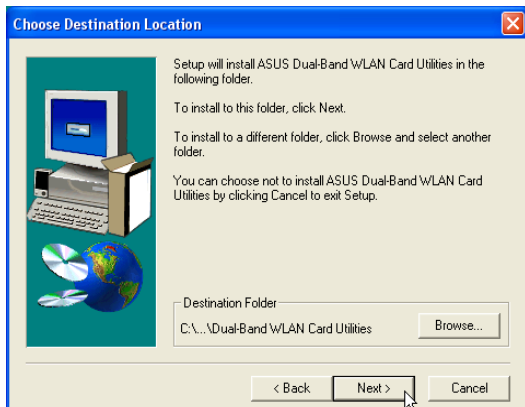 Choose Destination Location
Setup will install ASUS Dual-Band WLAN Card Utilities in the
following folder.
To install to this folder, click Next.
To install to a different folder, click Browse and select another
folder.
You can choose not to install ASUS Dual-Band WLAN Card
Utilities by clicking Cancel to exit Setup.
Destination Folder
C:\...\Dual-Band WLAN Card Utilities
Browse...
< Back
Next >
Cancel